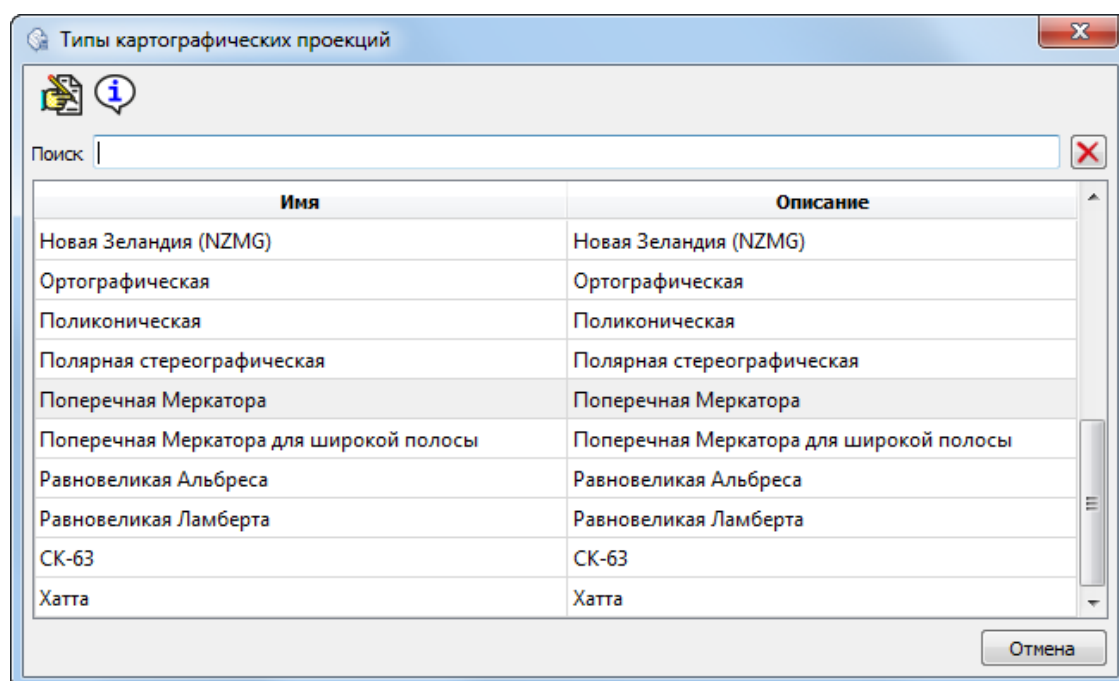 Типы картографических проекций
Поиск
Имя Описание
Новая Зеландия (NZMG) Новая Зеландия (NZMG)
Ортографическая Ортографическая
Поликоническая Поликоническая
Полярная стереографическая Полярная стереографическая
Поперечная Меркатора Поперечная Меркатора
Поперечная Меркатора для широкой полосы Поперечная Меркатора для широкой полосы
Равновеликая Альбреса Равновеликая Альбреса
Равновеликая Ламберта Равновеликая Ламберта
СК-63 СК-63
Хатта Хатта
Отмена